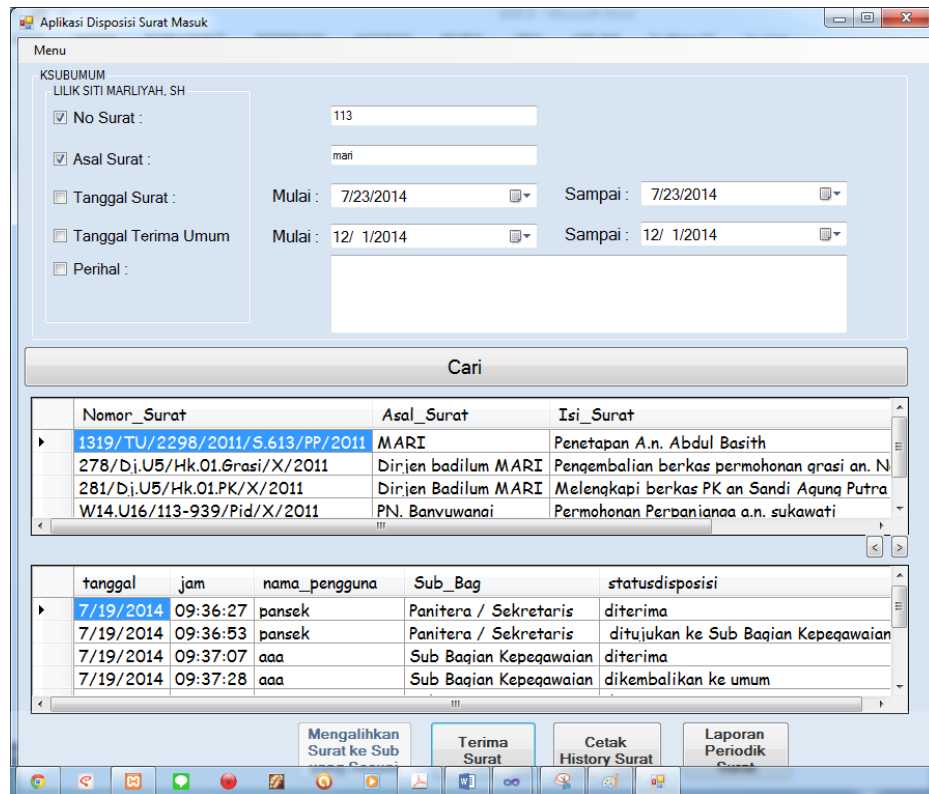 Aplikasi Disposisi Surat Masuk
Menu
KSUBUMUM
LILIK SITI MARLIYAH, SH
No Surat : 113
Asal Surat : mari
Tanggal Surat : Mulai : 7/23/2014 Sampai : 7/23/2014
Tanggal Terima Umum Mulai : 12/ 1/2014 Sampai : 12/ 1/2014
Perihal :
Cari
Nomor_Surat Asal_Surat Isi_Surat
1319/TU/2298/2011/S.613/PP/2011 MARI Penetapan A.n. Abdul Basith
278/Dj.U5/Hk.01.Grasi/X/2011 Dirjen badilum MARI Pengembalian berkas permohonan grasi an. N
281/Dj.U5/Hk.01.PK/X/2011 Dirjen Badilum MARI Melengkapi berkas PK an Sandi Agung Putra
W14.U16/113-939/Pid/X/2011 PN. Banyuwangi Permohonan Perpanjanga a.n. sukawati
< >
tanggal jam nama_pengguna Sub_Bag statusdisposisi
7/19/2014 09:36:27 pansek Panitera / Sekretaris diterima
7/19/2014 09:36:53 pansek Panitera / Sekretaris ditujukan ke Sub Bagian Kepegawaian
7/19/2014 09:37:07 aaa Sub Bagian Kepegawaian diterima
7/19/2014 09:37:28 aaa Sub Bagian Kepegawaian dikembalikan ke umum
Mengalihkan
Surat ke Sub
Terima
Surat
Cetak
History Surat
Laporan
Periodik